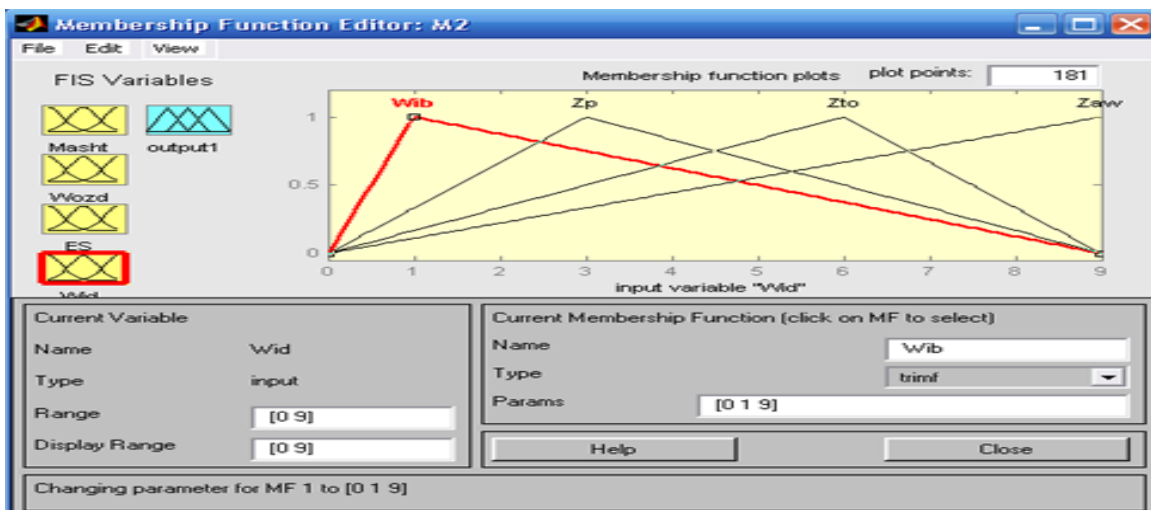 Membership Function Editor: M2
File Edit View
FIS Variables
Membership function plots plot points: 181
Masht output1
Wozd
ES
Wid
Wib Zp Zto Zaw
1
0.5
0
0 1 2 3 4 5 6 7 8 9
input variable "Wid"
Current Variable
Name Wid
Type input
Range [0 9]
Display Range [0 9]
Current Membership Function (click on MF to select)
Name Wib
Type trimf
Params [0 1 9]
Help Close
Changing parameter for MF 1 to [0 1 9]